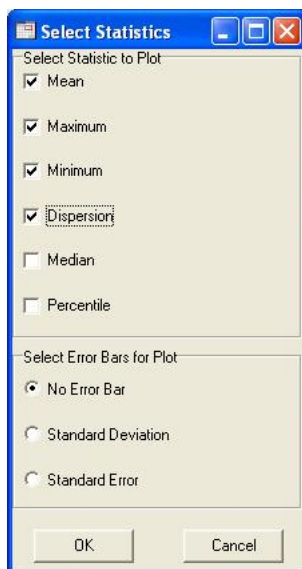 Select Statistics
Select Statistic to Plot
Mean
Maximum
Minimum
Dispersion
Median
Percentile
Select Error Bars for Plot
No Error Bar
Standard Deviation
Standard Error
OK Cancel